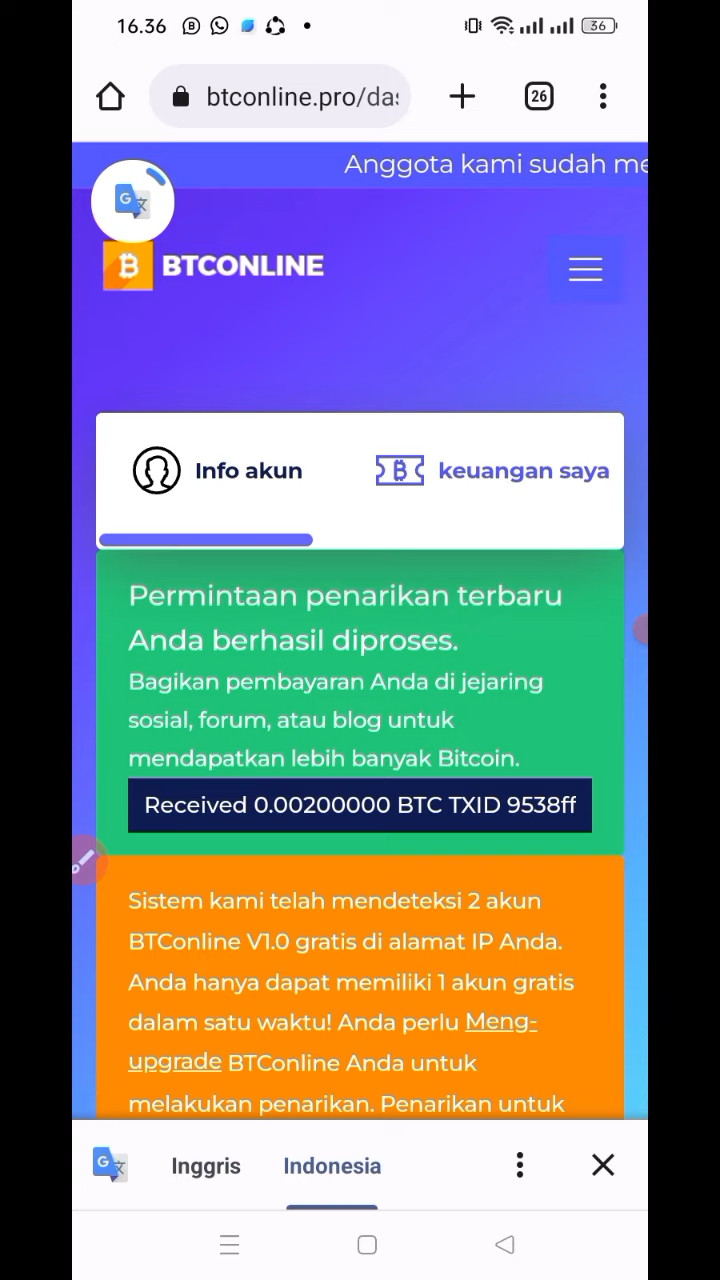 16.36
36
btconline.pro/da
26
Anggota kami sudah me
BTCONLINE
Info akun
keuangan saya
Permintaan penarikan terbaru
Anda berhasil diproses.
Bagikan pembayaran Anda di jejaring
sosial, forum, atau blog untuk
mendapatkan lebih banyak Bitcoin.
Received 0.00200000 BTC TXID 9538ff
Sistem kami telah mendeteksi 2 akun
BTConline V1.0 gratis di alamat IP Anda.
Anda hanya dapat memiliki 1 akun gratis
dalam satu waktu! Anda perlu Meng-
upgrade BTConline Anda untuk
melakukan penarikan. Penarikan untuk
Inggris Indonesia